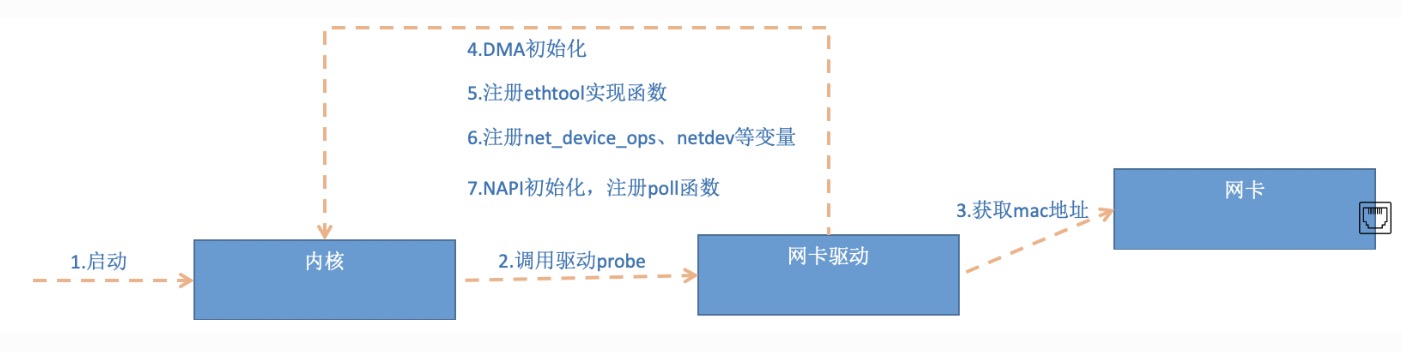 4.DMA初始化
5.注册ethtool实现函数
6.注册net_device_ops、netdev等变量
7.NAPI初始化，注册poll函数
网卡
3.获取mac地址
1.启动
内核
2.调用驱动probe
网卡驱动